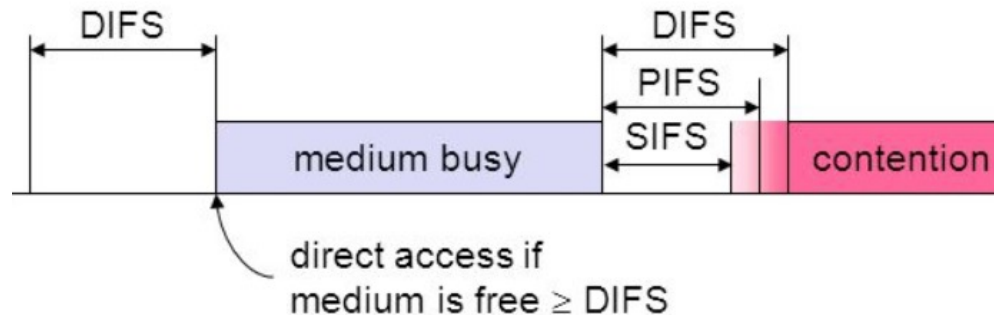 DIFS
DIFS
PIFS
SIFS
medium busy
contention
direct access if
medium is free ≥ DIFS